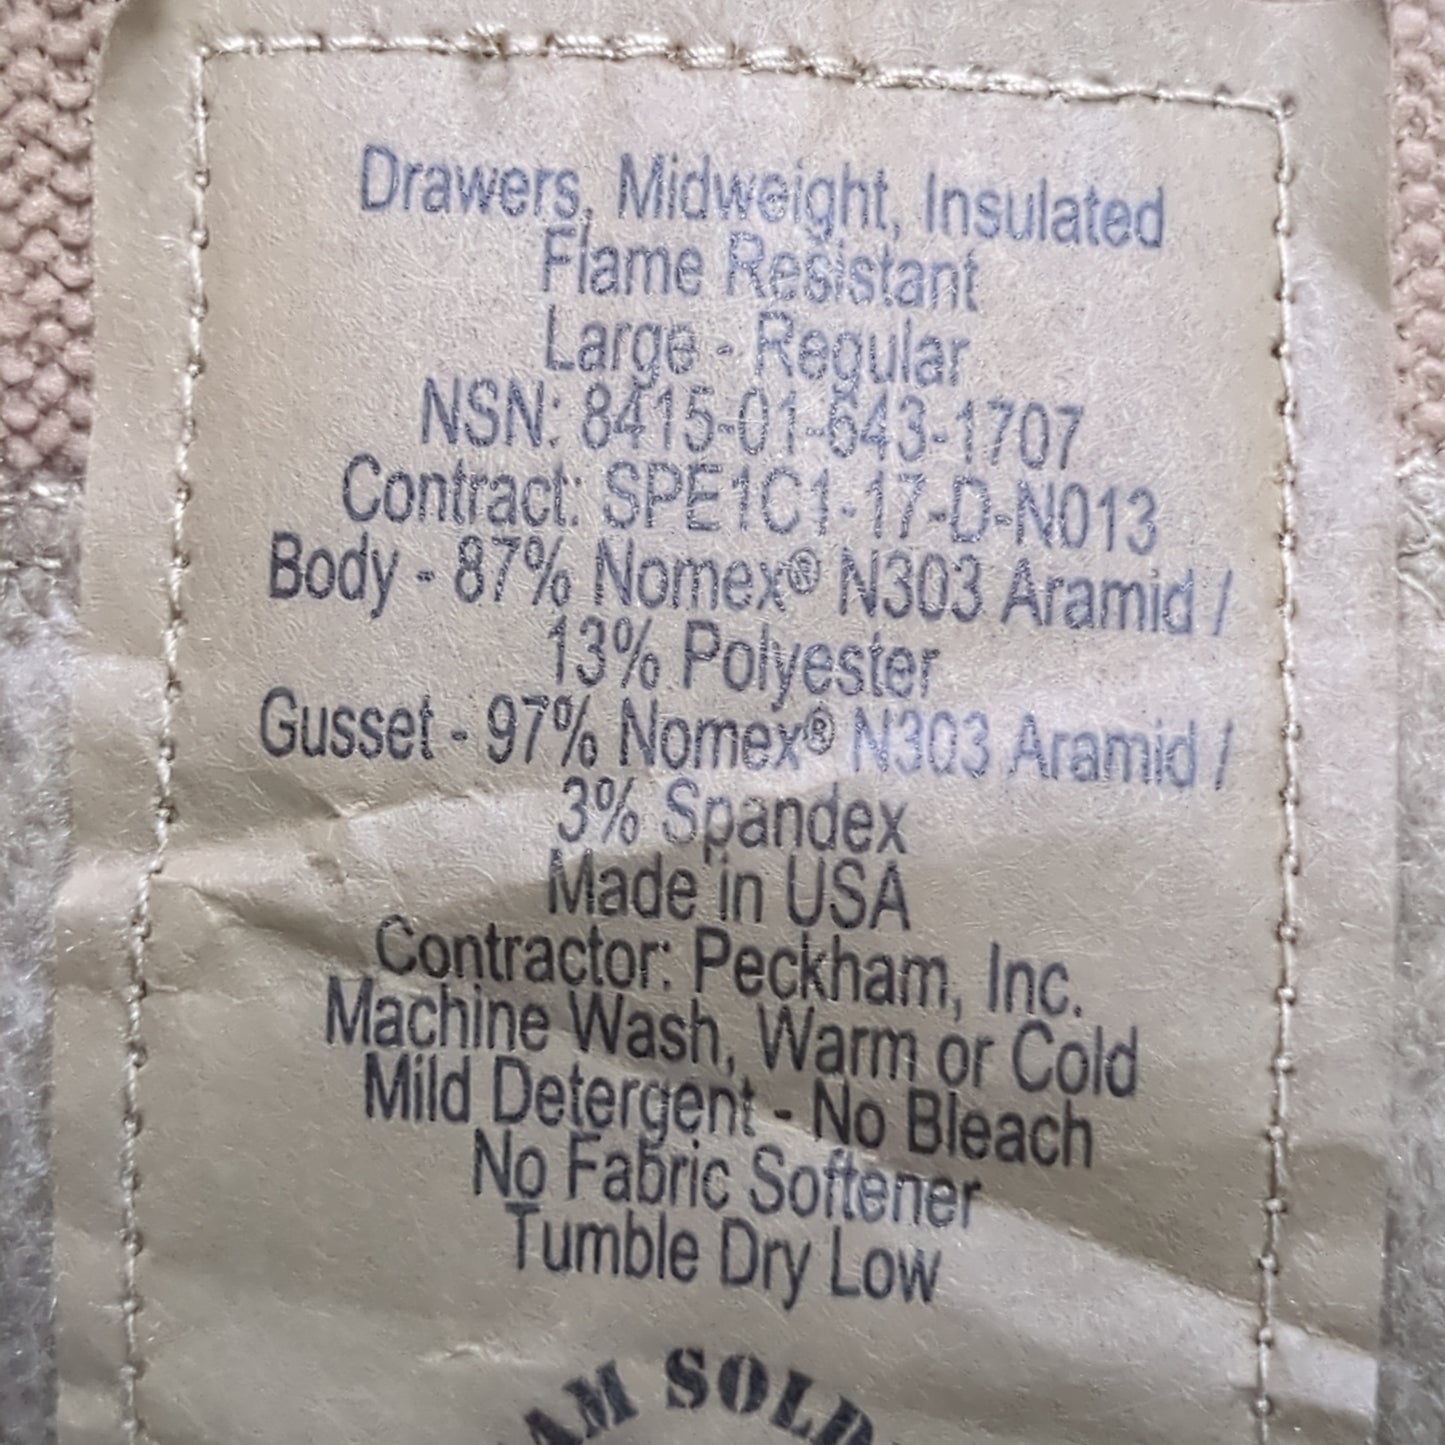 Drawers, Midweight, Insulated
Flame Resistant
Large - Regular
NSN: 8415-01-643-1707
Contract: SPE1C1-17-D-N013
Body - 87% Nomex® N303 Aramid /
13% Polyester
Gusset - 97% Nomex® N303 Aramid /
3% Spandex
Made in USA
Contractor: Peckham, Inc.
Machine Wash, Warm or Cold
Mild Detergent - No Bleach
No Fabric Softener
Tumble Dry Low